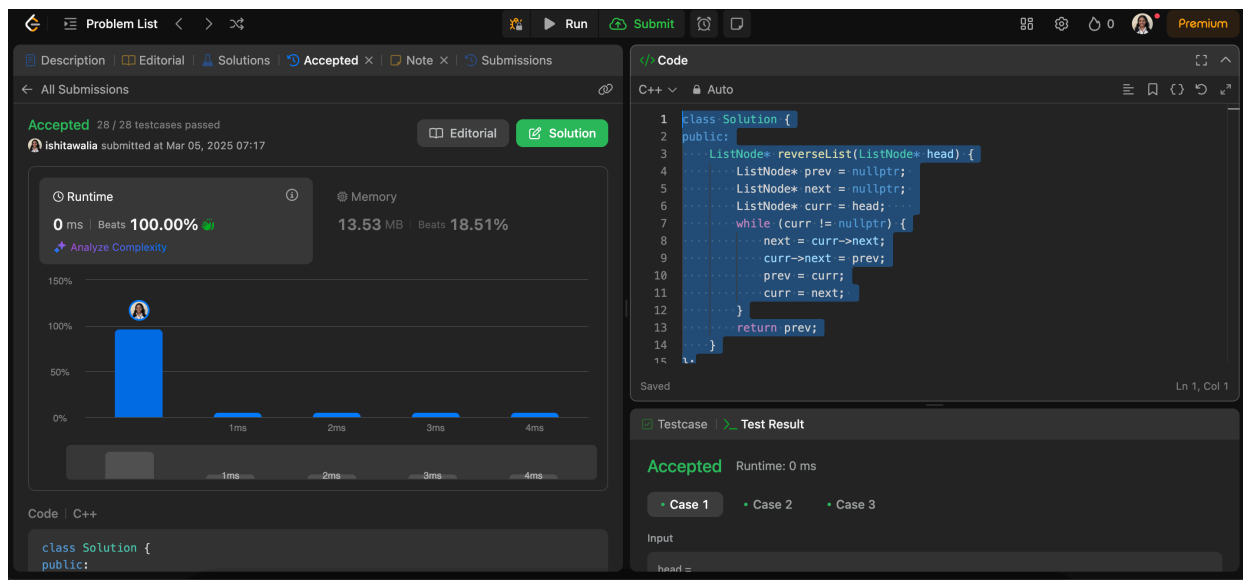 Problem List
Run
Submit
0
Premium
Description | Editorial | Solutions | Accepted × | Note × | Submissions
All Submissions
Accepted 28 / 28 testcases passed
ishitawalia submitted at Mar 05, 2025 07:17
Editorial
Solution
Runtime
0 ms | Beats 100.00%
Analyze Complexity
Memory
13.53 MB | Beats 18.51%
150%
100%
50%
0%
1ms 2ms 3ms 4ms
1ms 2ms 3ms 4ms
Code | C++
class Solution {
public:
</> Code
C++ Auto
1 class Solution {
2 public:
3 ListNode* reverseList(ListNode* head) {
4 ListNode* prev = nullptr;
5 ListNode* next = nullptr;
6 ListNode* curr = head;
7 while (curr != nullptr) {
8 next = curr->next;
9 curr->next = prev;
10 prev = curr;
11 curr = next;
12 }
13 return prev;
14 }
15 };
Saved
Ln 1, Col 1
Testcase | >_ Test Result
Accepted Runtime: 0 ms
• Case 1 • Case 2 • Case 3
Input
head =